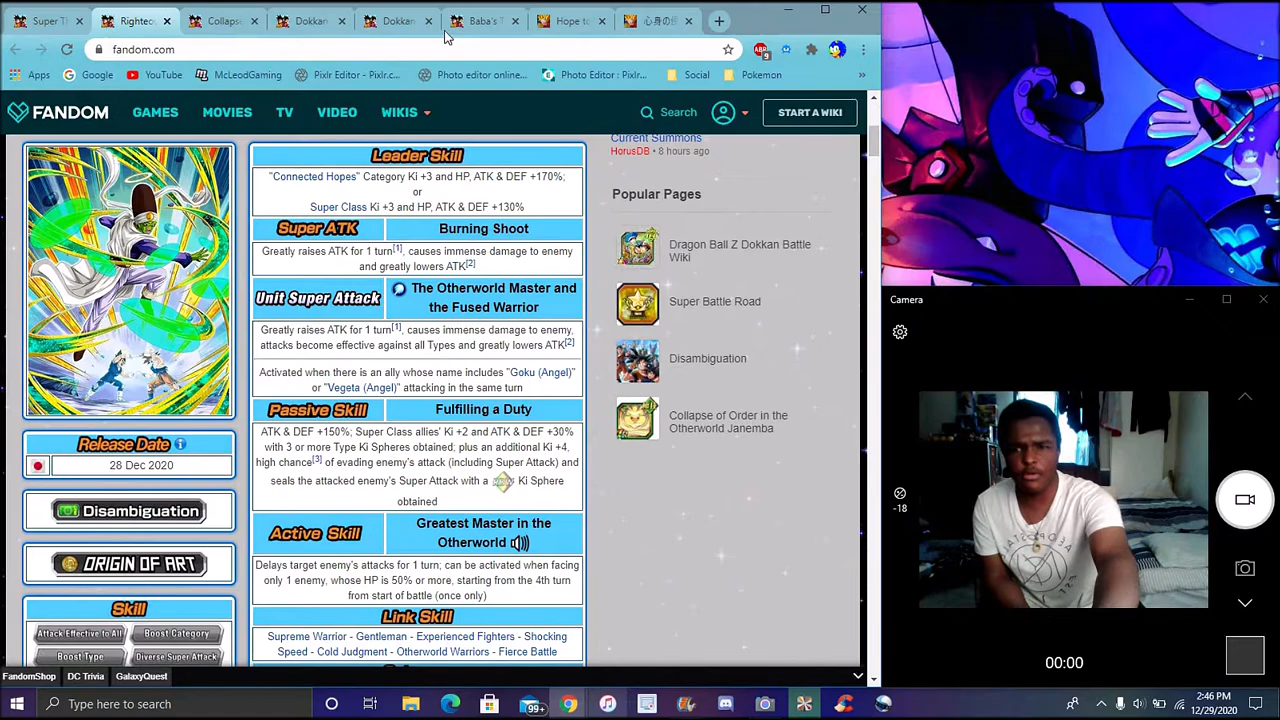 Super T
Righteou
Collapse
Dokkan
Dokkan
Baba's T
Hope to
心身の
fandom.com
ABP
9
Apps
Google
YouTube
McLeodGaming
Pixlr Editor - Pixlr.c...
Photo editor online...
Photo Editor : Pixlr...
Social
Pokemon
»
FANDOM
GAMES
MOVIES
TV
VIDEO
WIKIS
Search
START A WIKI
Leader Skill
"Connected Hopes" Category Ki +3 and HP, ATK & DEF +170%;
or
Super Class Ki +3 and HP, ATK & DEF +130%
Super ATK
Burning Shoot
Greatly raises ATK for 1 turn[1], causes immense damage to enemy
and greatly lowers ATK[2]
Unit Super Attack
The Otherworld Master and
the Fused Warrior
Greatly raises ATK for 1 turn[1], causes immense damage to enemy,
attacks become effective against all Types and greatly lowers ATK[2]
Activated when there is an ally whose name includes "Goku (Angel)"
or "Vegeta (Angel)" attacking in the same turn
Passive Skill
Fulfilling a Duty
ATK & DEF +150%; Super Class allies' Ki +2 and ATK & DEF +30%
with 3 or more Type Ki Spheres obtained; plus an additional Ki +4,
high chance[3] of evading enemy's attack (including Super Attack) and
seals the attacked enemy's Super Attack with a Ki Sphere
obtained
Active Skill
Greatest Master in the
Otherworld
Delays target enemy's attacks for 1 turn; can be activated when facing
only 1 enemy, whose HP is 50% or more, starting from the 4th turn
from start of battle (once only)
Link Skill
Supreme Warrior - Gentleman - Experienced Fighters - Shocking
Speed - Cold Judgment - Otherworld Warriors - Fierce Battle
Release Date
28 Dec 2020
Disambiguation
ORIGIN OF ART
Skill
Attack Effective to All
Boost Category
Boost Type
Diverse Super Attack
Current Summons
HorusDB • 8 hours ago
Popular Pages
Dragon Ball Z Dokkan Battle
Wiki
Super Battle Road
Disambiguation
Collapse of Order in the
Otherworld Janemba
FandomShop
DC Trivia
GalaxyQuest
Camera
-18
00:00
Type here to search
99+
2:46 PM
12/29/2020